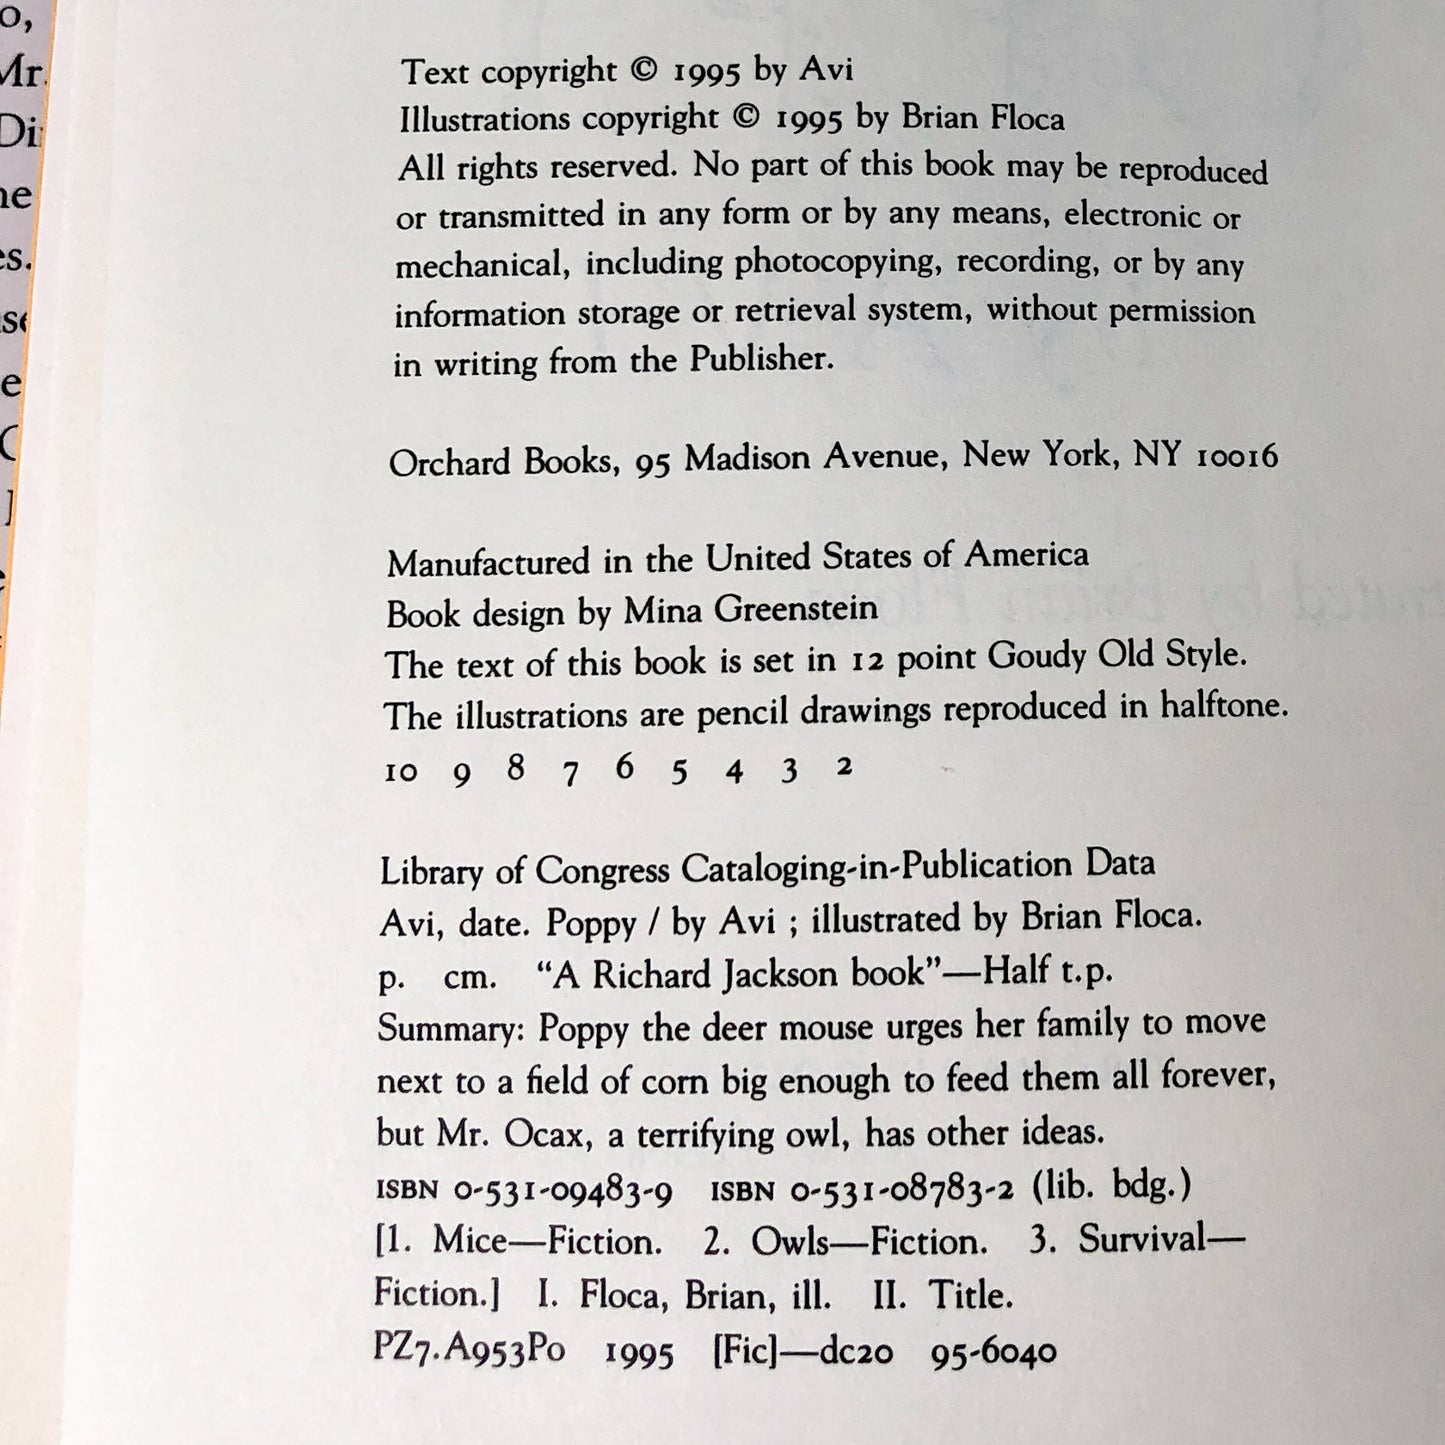 o,
Mr.
Di
ne
es.
se
e
Text copyright © 1995 by Avi
Illustrations copyright © 1995 by Brian Floca
All rights reserved. No part of this book may be reproduced
or transmitted in any form or by any means, electronic or
mechanical, including photocopying, recording, or by any
information storage or retrieval system, without permission
in writing from the Publisher.
Orchard Books, 95 Madison Avenue, New York, NY 10016
Manufactured in the United States of America
Book design by Mina Greenstein
The text of this book is set in 12 point Goudy Old Style.
The illustrations are pencil drawings reproduced in halftone.
10 9 8 7 6 5 4 3 2
Library of Congress Cataloging-in-Publication Data
Avi, date. Poppy / by Avi ; illustrated by Brian Floca.
p. cm. “A Richard Jackson book”—Half t.p.
Summary: Poppy the deer mouse urges her family to move
next to a field of corn big enough to feed them all forever,
but Mr. Ocax, a terrifying owl, has other ideas.
ISBN 0-531-09483-9 ISBN 0-531-08783-2 (lib. bdg.)
[1. Mice—Fiction. 2. Owls—Fiction. 3. Survival—
Fiction.] I. Floca, Brian, ill. II. Title.
PZ7.A953Po 1995 [Fic]—dc20 95-6040